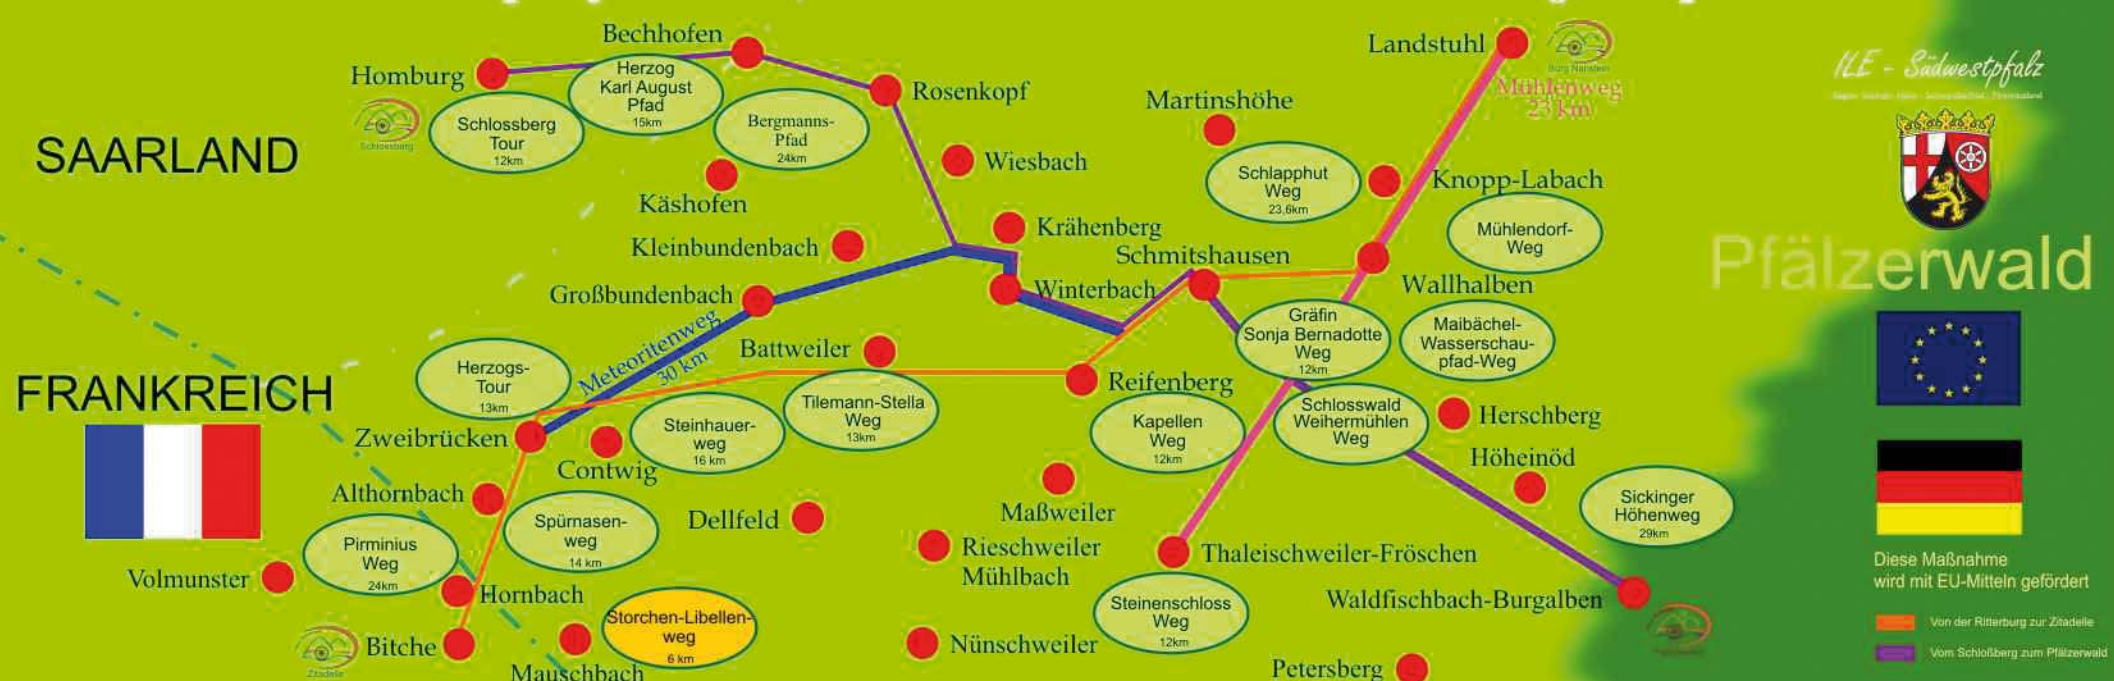 Bechhofen
Landstuhl
Burg Nanstein
ILE - Südwestpfalz
Homburg
Schlossberg
Herzog
Karl August
Pfad
15km
Rosenkopf
Mühlenweg
23 km
Schlossberg
Tour
12km
Bergmanns-
Pfad
24km
Martinshöhe
SAARLAND
Wiesbach
Schlapphut
Weg
23,6km
Knopp-Labach
Käshofen
Krähenberg
Mühlendorf-
Weg
Kleinbundenbach
Schmitshausen
Pfälzerwald
Großbundenbach
Winterbach
Wallhalben
Meteoritenweg
30 km
Battweiler
Gräfin
Sonja Bernadotte
Weg
12km
Maibächel-
Wasserschau-
pfad-Weg
Herzogs-
Tour
13km
FRANKREICH
Reifenberg
Tilemann-Stella
Weg
13km
Steinhauer-
weg
16 km
Kapellen
Weg
12km
Schlosswald
Weihermühlen
Weg
Herschberg
Zweibrücken
Contwig
Höheinöd
Althornbach
Spürnasen-
weg
14 km
Dellfeld
Maßweiler
Sickinger
Höhenweg
29km
Pirminius
Weg
24km
Rieschweiler
Mühlbach
Thaleischweiler-Fröschen
Diese Maßnahme
wird mit EU-Mitteln gefördert
Volmunster
Hornbach
Waldfischbach-Burgalben
Steinenschloss
Weg
12km
Storchen-Libellen-
weg
6 km
Von der Ritterburg zur Zitadelle
Bitche
Zitadelle
Nünschweiler
Vom Schloßberg zum Pfälzerwald
Mauschbach
Petersberg